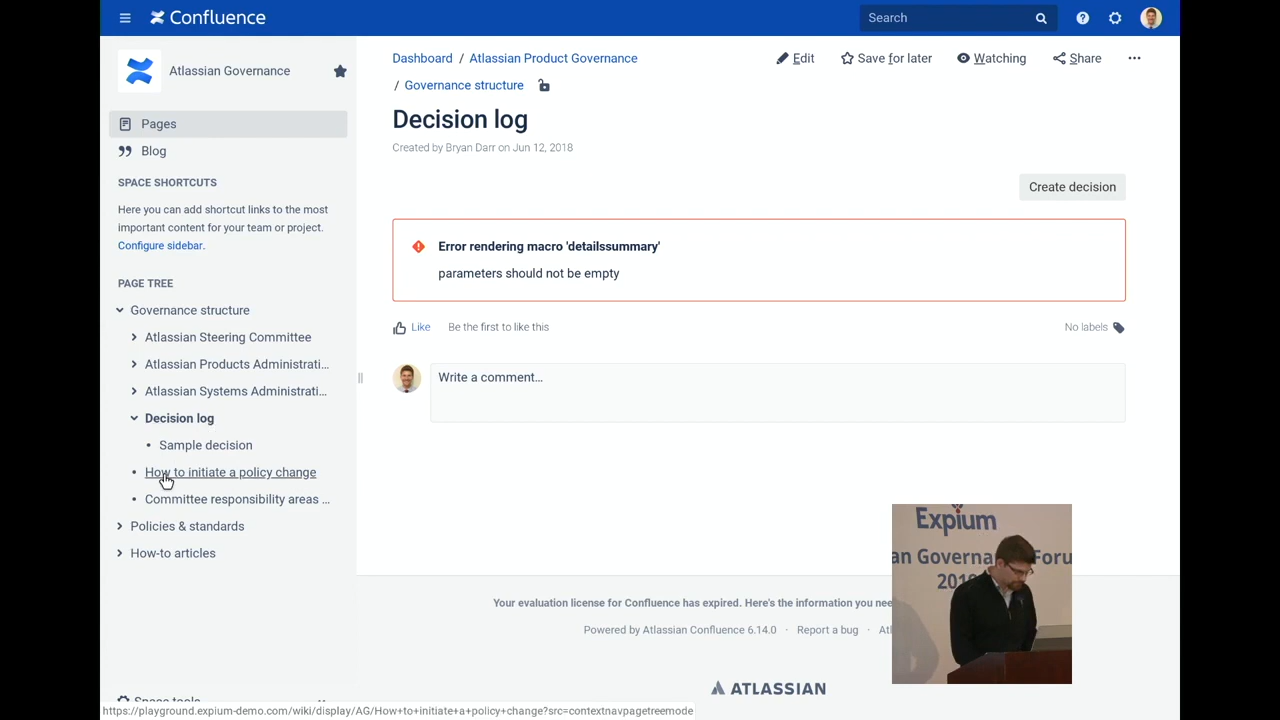 Confluence
Search
Atlassian Governance
Pages
Blog
SPACE SHORTCUTS
Here you can add shortcut links to the most
important content for your team or project.
Configure sidebar.
PAGE TREE
Governance structure
Atlassian Steering Committee
Atlassian Products Administrati...
Atlassian Systems Administrati...
Decision log
Sample decision
How to initiate a policy change
Committee responsibility areas ...
Policies & standards
How-to articles
Space tools
Dashboard / Atlassian Product Governance
/ Governance structure
Edit
Save for later
Watching
Share
Decision log
Created by Bryan Darr on Jun 12, 2018
Create decision
Error rendering macro 'detailssummary'
parameters should not be empty
Like
Be the first to like this
No labels
Write a comment…
Your evaluation license for Confluence has expired. Here's the information you nee
Powered by Atlassian Confluence 6.14.0 · Report a bug · Atl
ATLASSIAN
Expium
an Governa Foru
https://playground.expium-demo.com/wiki/display/AG/How+to+initiate+a+policy+change?src=contextnavpagetreemode